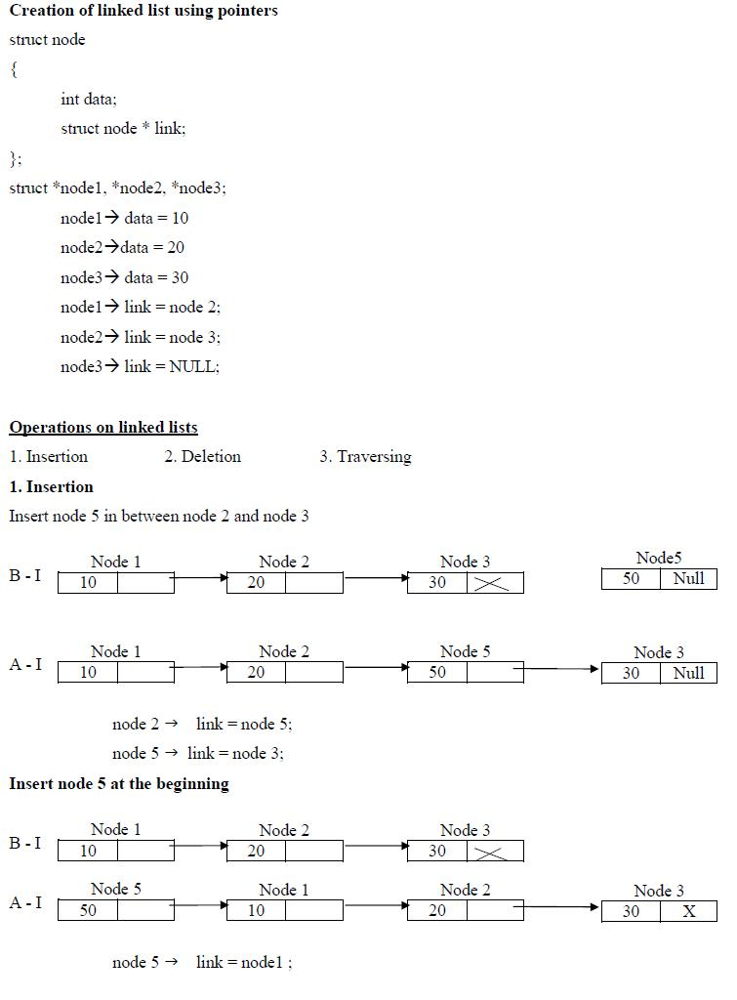 Creation of linked list using pointers
struct node
{
int data;
struct node * link;
};
struct *node1, *node2, *node3;
node1→ data = 10
node2→data = 20
node3→ data = 30
node1→ link = node 2;
node2→ link = node 3;
node3→ link = NULL;
Operations on linked lists
1. Insertion 2. Deletion 3. Traversing
1. Insertion
Insert node 5 in between node 2 and node 3
Node 1 Node 2 Node 3 Node5
B - I 10 20 30 50 Null
Node 1 Node 2 Node 5 Node 3
A - I 10 20 50 30 Null
node 2 → link = node 5;
node 5 → link = node 3;
Insert node 5 at the beginning
Node 1 Node 2 Node 3
B - I 10 20 30
Node 5 Node 1 Node 2 Node 3
A - I 50 10 20 30 X
node 5 → link = node1 ;